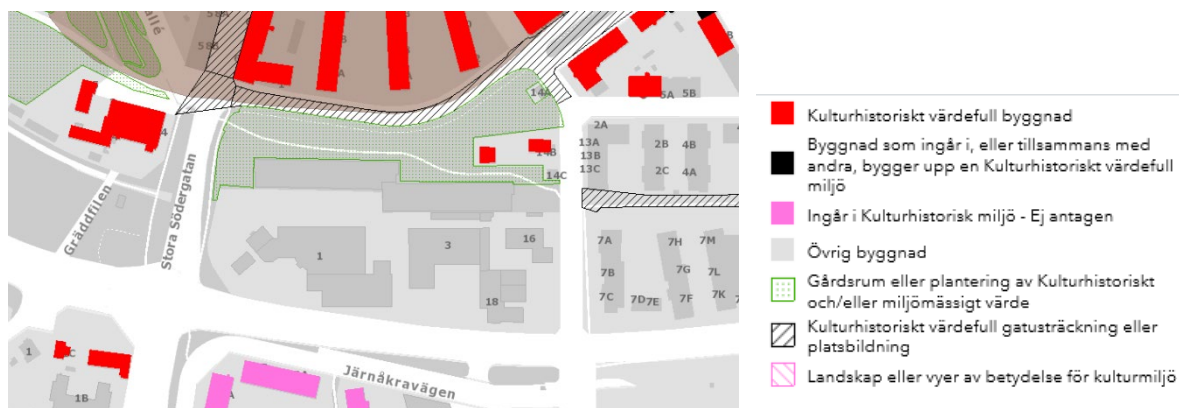 allé
58A
58B
B
A
B
A
14A
5A
5B
B
4
2A
13A
13B
13C
2B
4B
2C
4A
14B
14C
Gräddfilen
Stora Södergatan
1
3
16
18
7A
7H
7M
7B
7G
7L
7C
7D
7E
7F
7K
1
C
1B
A
Järnåkravägen
Kulturhistoriskt värdefull byggnad
Byggnad som ingår i, eller tillsammans med
andra, bygger upp en Kulturhistoriskt värdefull
miljö
Ingår i Kulturhistorisk miljö - Ej antagen
Övrig byggnad
Gårdsrum eller plantering av Kulturhistoriskt
och/eller miljömässigt värde
Kulturhistoriskt värdefull gatusträckning eller
platsbildning
Landskap eller vyer av betydelse för kulturmiljö